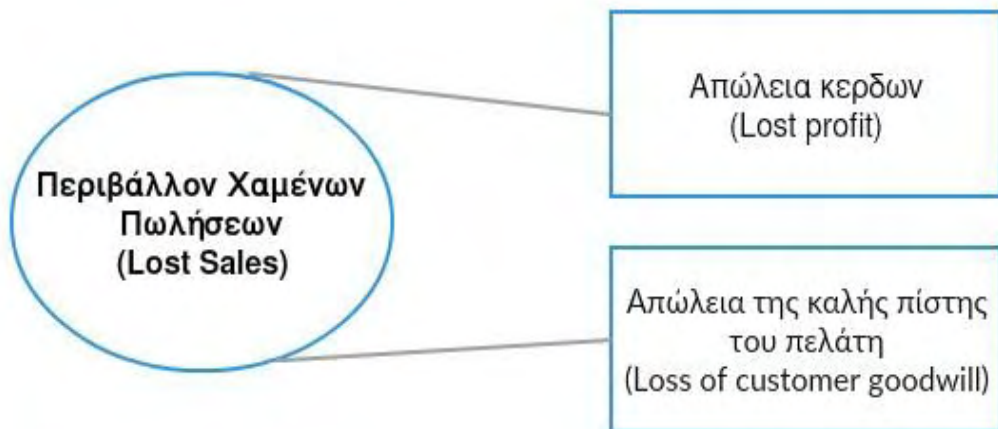 Περιβάλλον Χαμένων
Πωλήσεων
(Lost Sales)
Απώλεια κερδων
(Lost profit)
Απώλεια της καλής πίστης
του πελάτη
(Loss of customer goodwill)